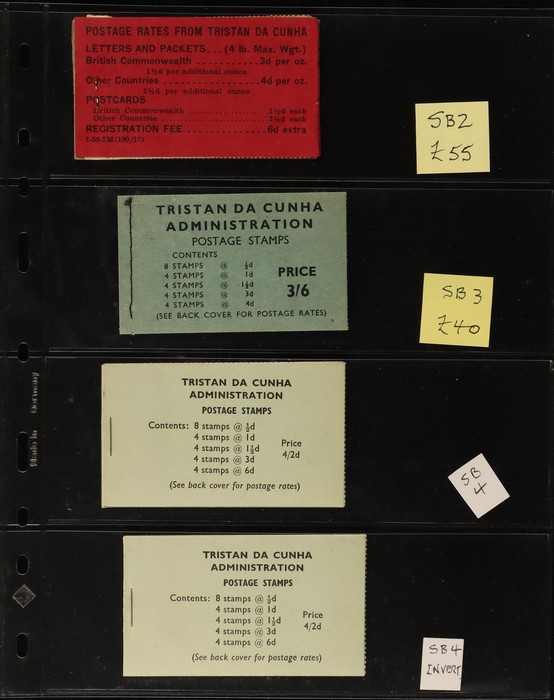 POSTAGE RATES FROM TRISTAN DA CUNHA
LETTERS AND PACKETS...(4 lb. Max. Wgt.)
British Commonwealth ............ 3d per oz.
1½d per additional ounce
Other Countries .................... 4d per oz.
2½d per additional ounce
POSTCARDS
British Commonwealth .................. 1½d each
Other Countries ........................... 2½d each
REGISTRATION FEE ................ 6d extra
SB2
£55
TRISTAN DA CUNHA
ADMINISTRATION
POSTAGE STAMPS
CONTENTS
8 STAMPS @ ½d
4 STAMPS @ 1d
4 STAMPS @ 1½d
4 STAMPS @ 3d
4 STAMPS @ 4d
PRICE
3/6
(SEE BACK COVER FOR POSTAGE RATES)
SB3
£40
Made in Germany
TRISTAN DA CUNHA
ADMINISTRATION
POSTAGE STAMPS
Contents: 8 stamps @ ½d
4 stamps @ 1d
4 stamps @ 1½d
4 stamps @ 3d
4 stamps @ 6d
Price
4/2d
(See back cover for postage rates)
SB
4
TRISTAN DA CUNHA
ADMINISTRATION
POSTAGE STAMPS
Contents: 8 stamps @ ½d
4 stamps @ 1d
4 stamps @ 1½d
4 stamps @ 3d
4 stamps @ 6d
Price
4/2d
(See back cover for postage rates)
SB4
INVERT